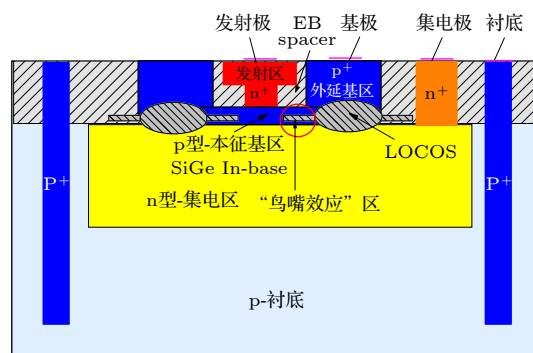 发射极
EB
spacer
基极
集电极
衬底
发射区
n+
p+
外延基区
n+
p型-本征基区
SiGe In-base
LOCOS
P+
P+
n型-集电区
“鸟嘴效应”区
p-衬底